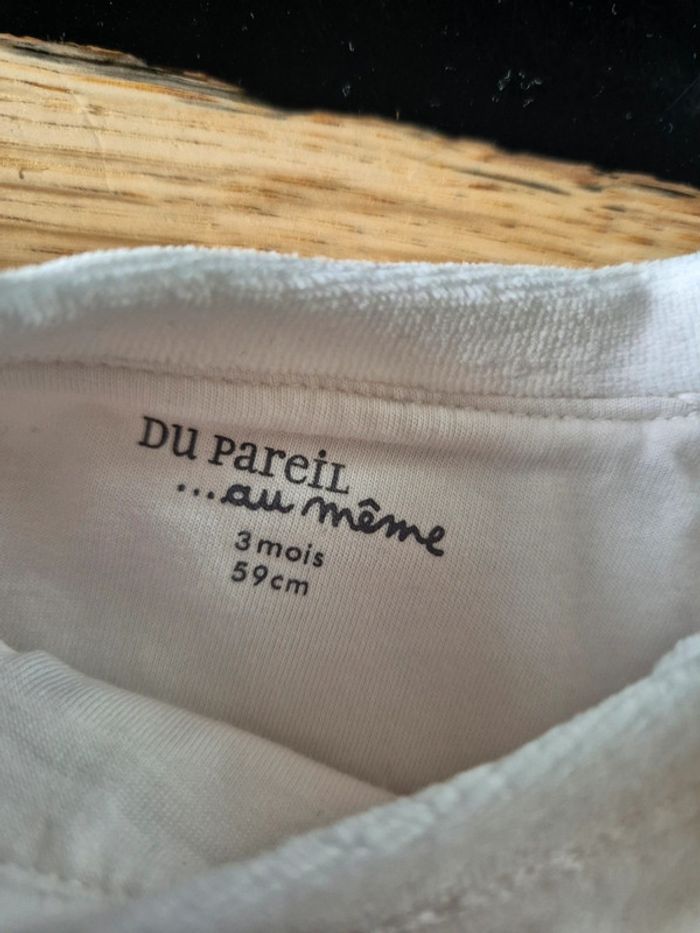 Du pareil
...au même
3 mois
59cm